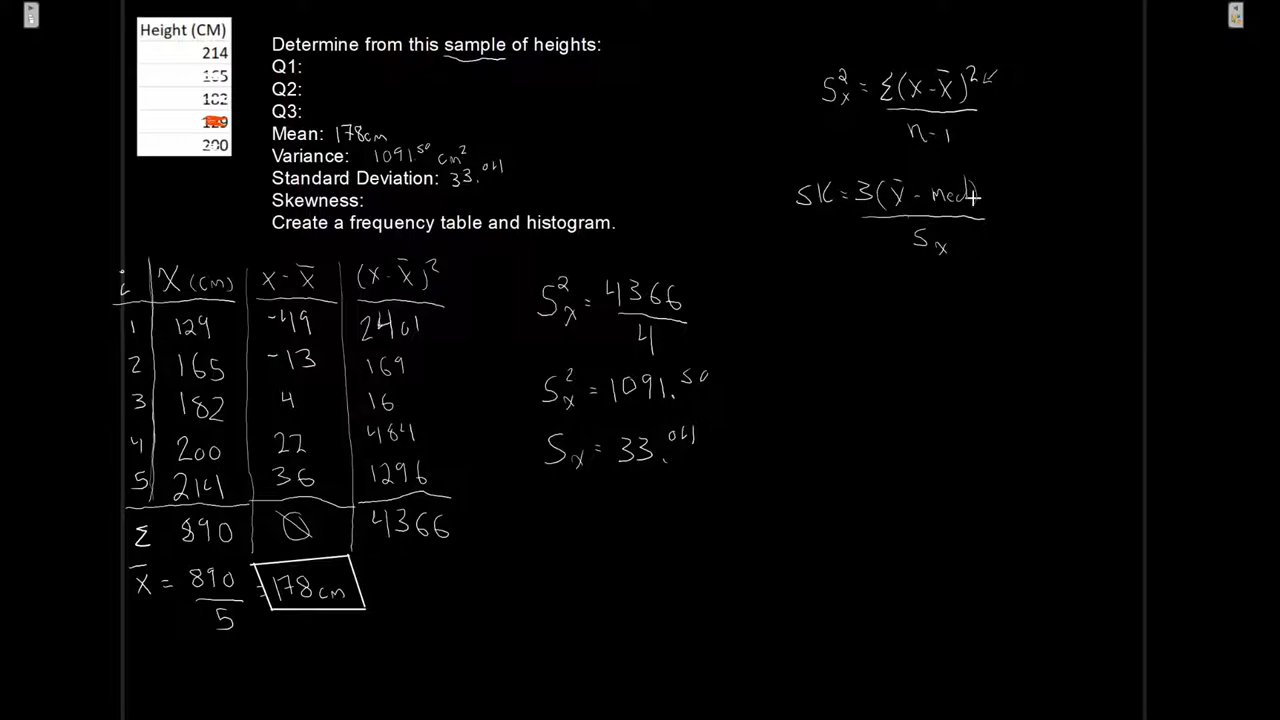 Height (CM)
214
165
182
129
200
Determine from this sample of heights:
Q1:
Q2:
Q3:
Mean: 178cm
Variance: 1091.50 cm²
Standard Deviation: 33.04
Skewness:
Create a frequency table and histogram.
Sx² = Σ(x-x̄)²
n-1
SK = 3(x̄ - med)
Sx
i X (cm) x - x̄ (x - x̄)²
1 129 -49 2401
2 165 -13 169
3 182 4 16
4 200 22 484
5 214 36 1296
Σ 890 0 4366
x̄ = 890 = 178cm
5
Sx² = 4366
4
Sx² = 1091.50
Sx = 33.04